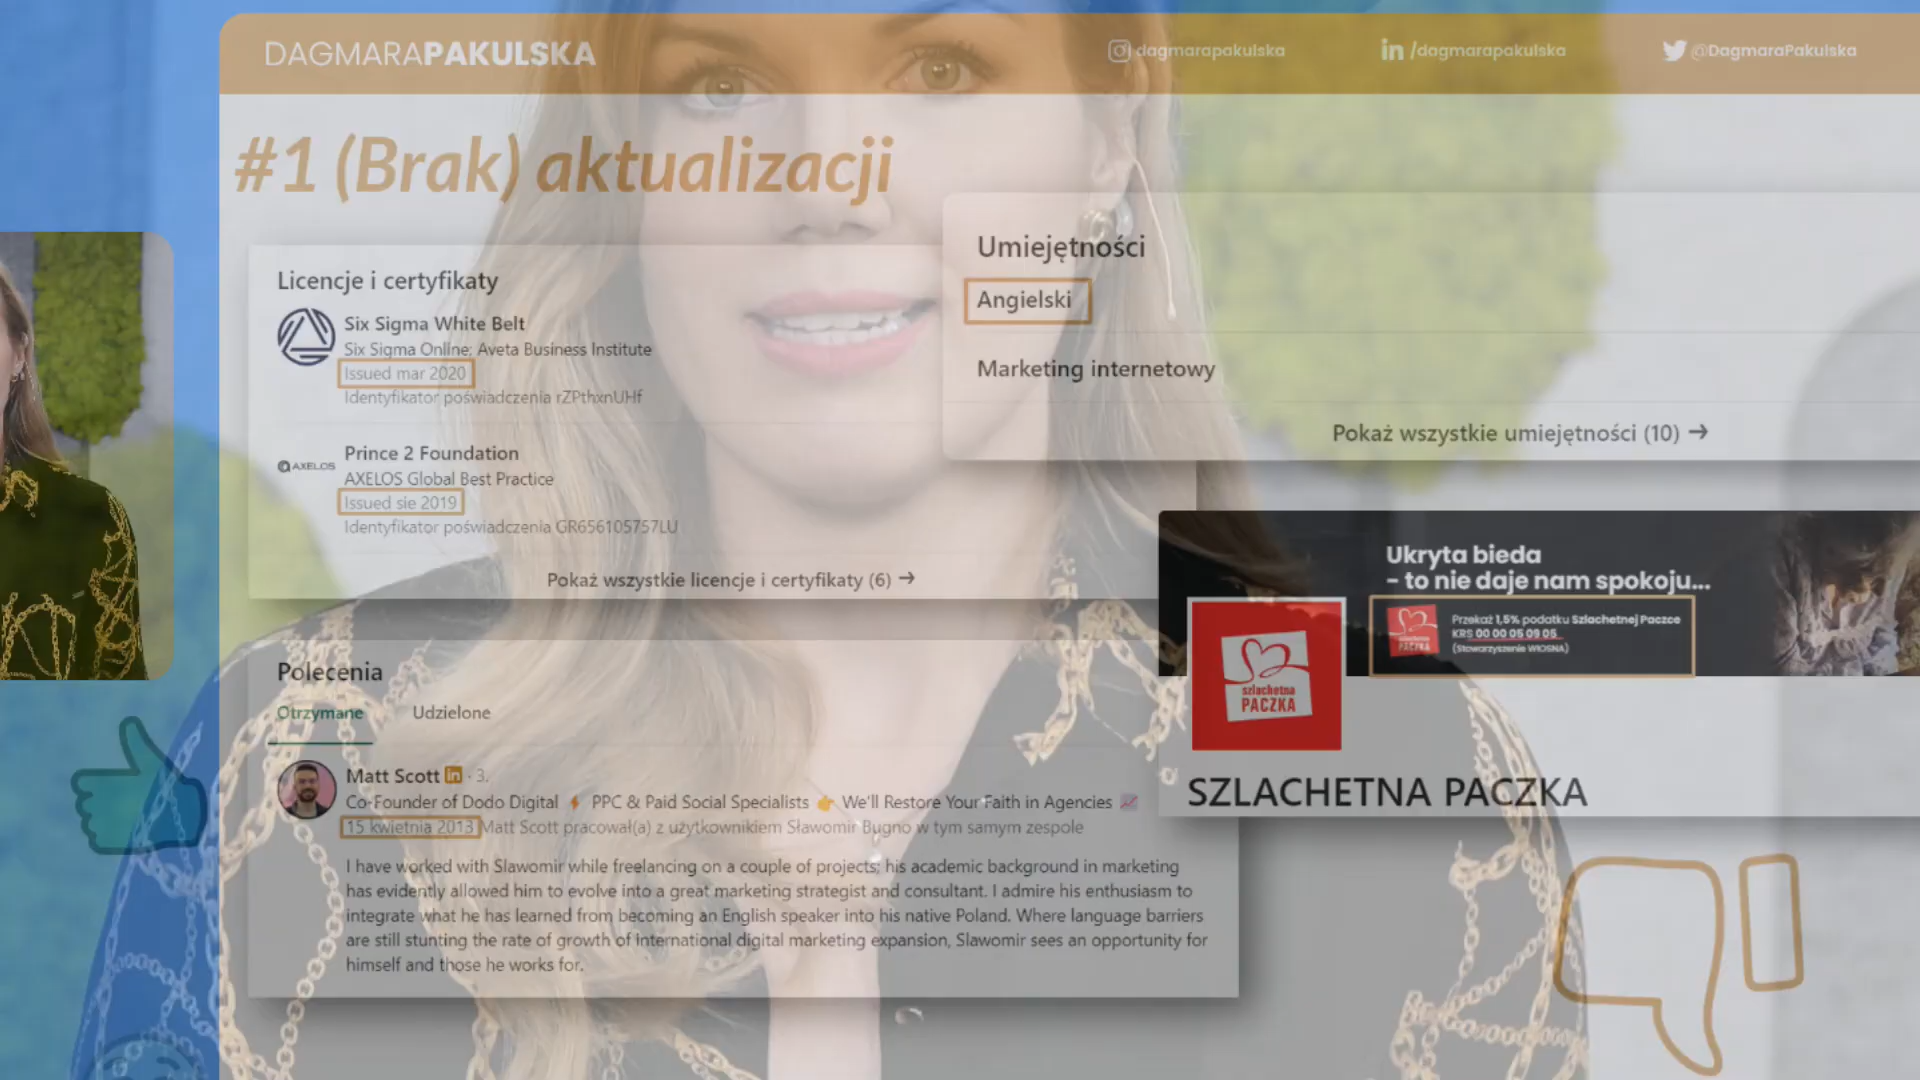 DAGMARAPAKULSKA
dagmarapakulska
/dagmarapakulska
@DagmaraPakulska
#1 (Brak) aktualizacji
Licencje i certyfikaty
Six Sigma White Belt
Six Sigma Online; Aveta Business Institute
Issued mar 2020
Identyfikator poświadczenia rZPthxnUHf
AXELOS
Prince 2 Foundation
AXELOS Global Best Practice
Issued sie 2019
Identyfikator poświadczenia GR656105757LU
Pokaż wszystkie licencje i certyfikaty (6) →
Umiejętności
Angielski
Marketing internetowy
Pokaż wszystkie umiejętności (10) →
Polecenia
Otrzymane Udzielone
Matt Scott in · 3.
Co-Founder of Dodo Digital ⚡ PPC & Paid Social Specialists 👉 We'll Restore Your Faith in Agencies 📈
15 kwietnia 2013 Matt Scott pracował(a) z użytkownikiem Sławomir Bugno w tym samym zespole
I have worked with Slawomir while freelancing on a couple of projects; his academic background in marketing
has evidently allowed him to evolve into a great marketing strategist and consultant. I admire his enthusiasm to
integrate what he has learned from becoming an English speaker into his native Poland. Where language barriers
are still stunting the rate of growth of International digital marketing expansion, Slawomir sees an opportunity for
himself and those he works for.
Ukryta bieda
- to nie daje nam spokoju...
szlachetna
PACZKA
Przekaż 1,5% podatku Szlachetnej Paczce
KRS 00 00 05 09 05
(Stowarzyszenie WIOSNA)
szlachetna
PACZKA
SZLACHETNA PACZKA